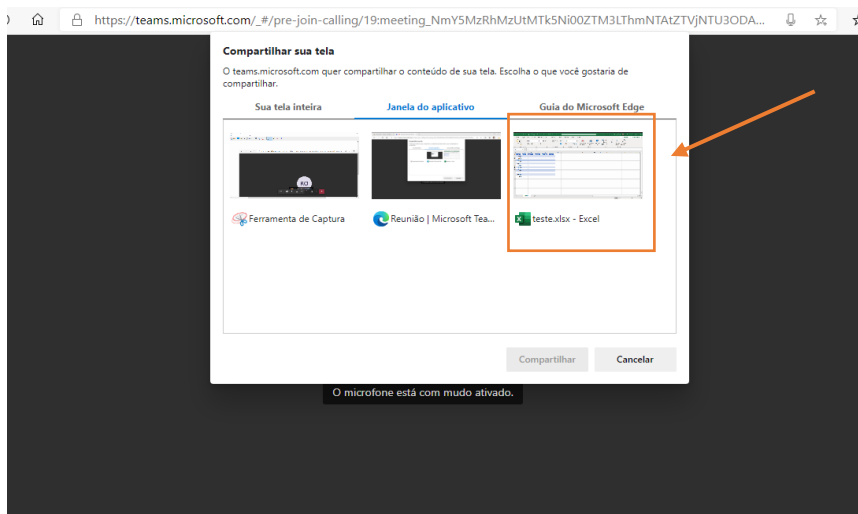 https://teams.microsoft.com/_#/pre-join-calling/19:meeting_NmY5MzRhMzUtMTk5Ni00ZTM3LThmNTAtZTVjNTU3ODA...
Compartilhar sua tela
O teams.microsoft.com quer compartilhar o conteúdo de sua tela. Escolha o que você gostaria de
compartilhar.
Sua tela inteira Janela do aplicativo Guia do Microsoft Edge
RO
Ferramenta de Captura Reunião | Microsoft Tea... teste.xlsx - Excel
Compartilhar Cancelar
O microfone está com mudo ativado.